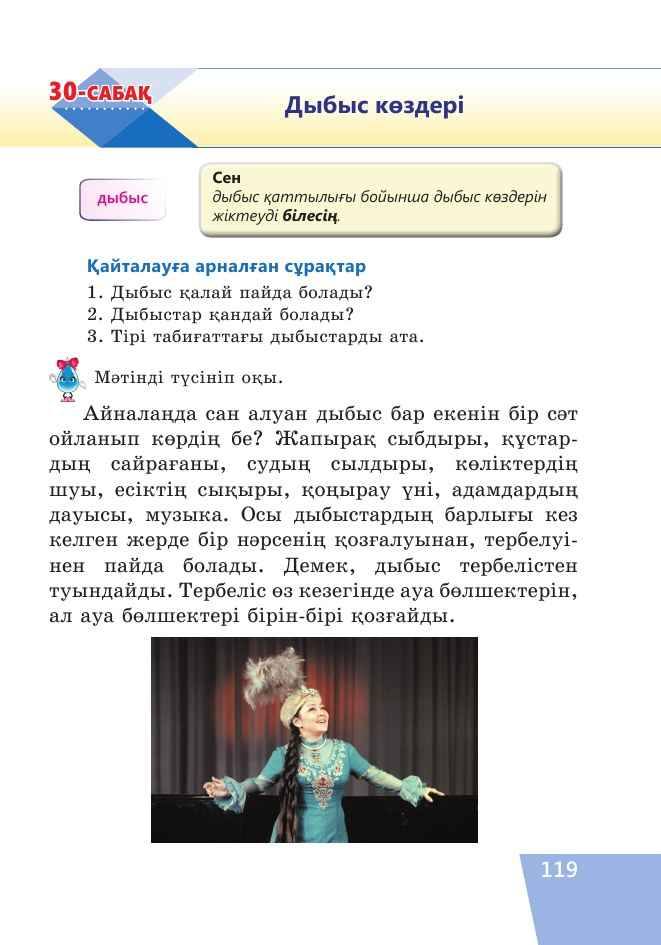 30-САБАҚ
Дыбыс көздері
дыбыс
Сен
дыбыс қаттылығы бойынша дыбыс көздерін
жіктеуді білесің.
Қайталауға арналған сұрақтар
1. Дыбыс қалай пайда болады?
2. Дыбыстар қандай болады?
3. Тірі табиғаттағы дыбыстарды ата.
Мәтінді түсініп оқы.
Айналаңда сан алуан дыбыс бар екенін бір сәт
ойланып көрдің бе? Жапырақ сыбдыры, құстар-
дың сайрағаны, судың сылдыры, көліктердің
шуы, есіктің сықыры, қоңырау үні, адамдардың
дауысы, музыка. Осы дыбыстардың барлығы кез
келген жерде бір нәрсенің қозғалуынан, тербелуі-
нен пайда болады. Демек, дыбыс тербелістен
туындайды. Тербеліс өз кезегінде ауа бөлшектерін,
ал ауа бөлшектері бірін-бірі қозғайды.
119